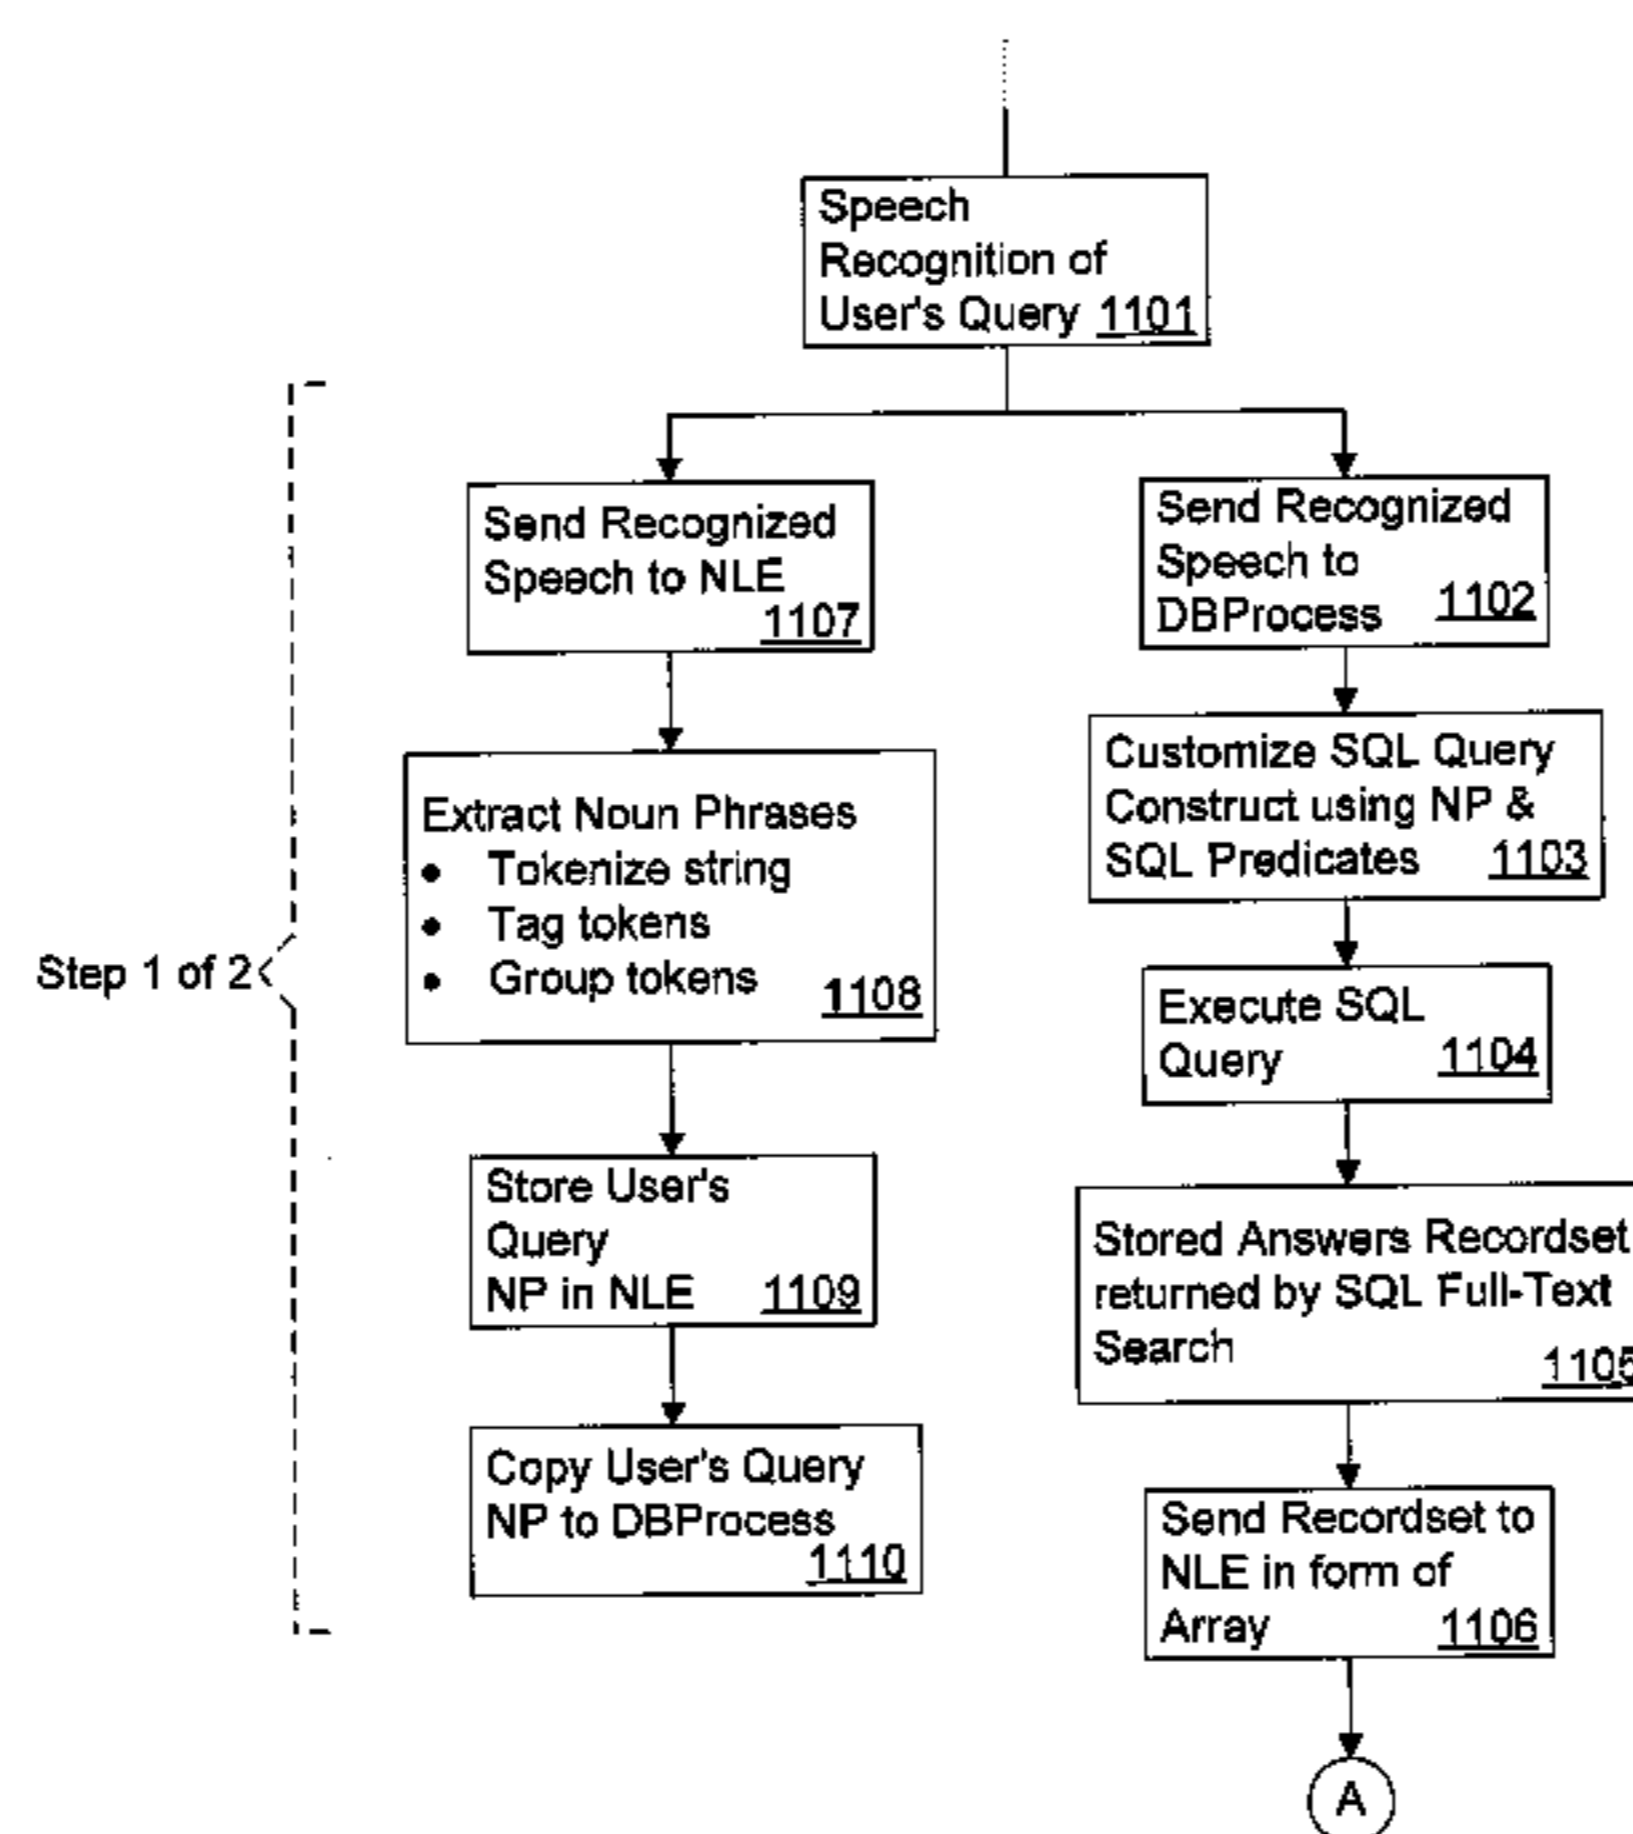 Speech
Recognition of
User's Query 1101
Send Recognized
Speech to NLE
1107
Send Recognized
Speech to
DBProcess 1102
Extract Noun Phrases
• Tokenize string
• Tag tokens
• Group tokens
1108
Customize SQL Query
Construct using NP &
SQL Predicates 1103
Step 1 of 2
Execute SQL
Query 1104
Store User's
Query
NP in NLE 1109
Stored Answers Recordset
returned by SQL Full-Text
Search
1105
Copy User's Query
NP to DBProcess
1110
Send Recordset to
NLE in form of
Array 1106
A